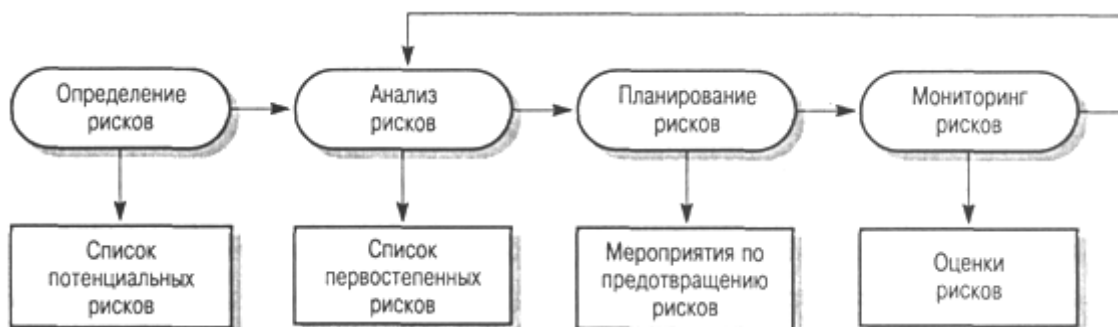 Определение
рисков
Анализ
рисков
Планирование
рисков
Мониторинг
рисков
Список
потенциальных
рисков
Список
первостепенных
рисков
Мероприятия по
предотвращению
рисков
Оценки
рисков